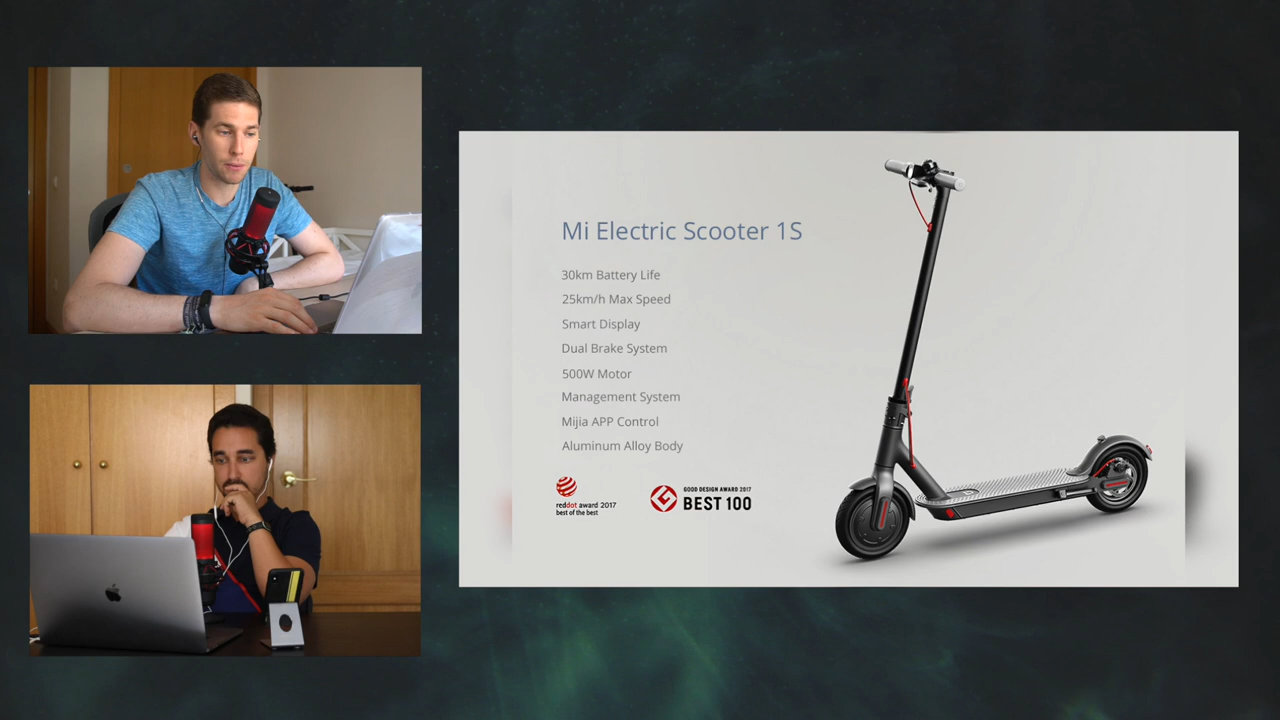 Mi Electric Scooter 1S
30km Battery Life
25km/h Max Speed
Smart Display
Dual Brake System
500W Motor
Management System
Mijia APP Control
Aluminum Alloy Body
reddot award 2017
best of the best
GOOD DESIGN AWARD 2017
BEST 100